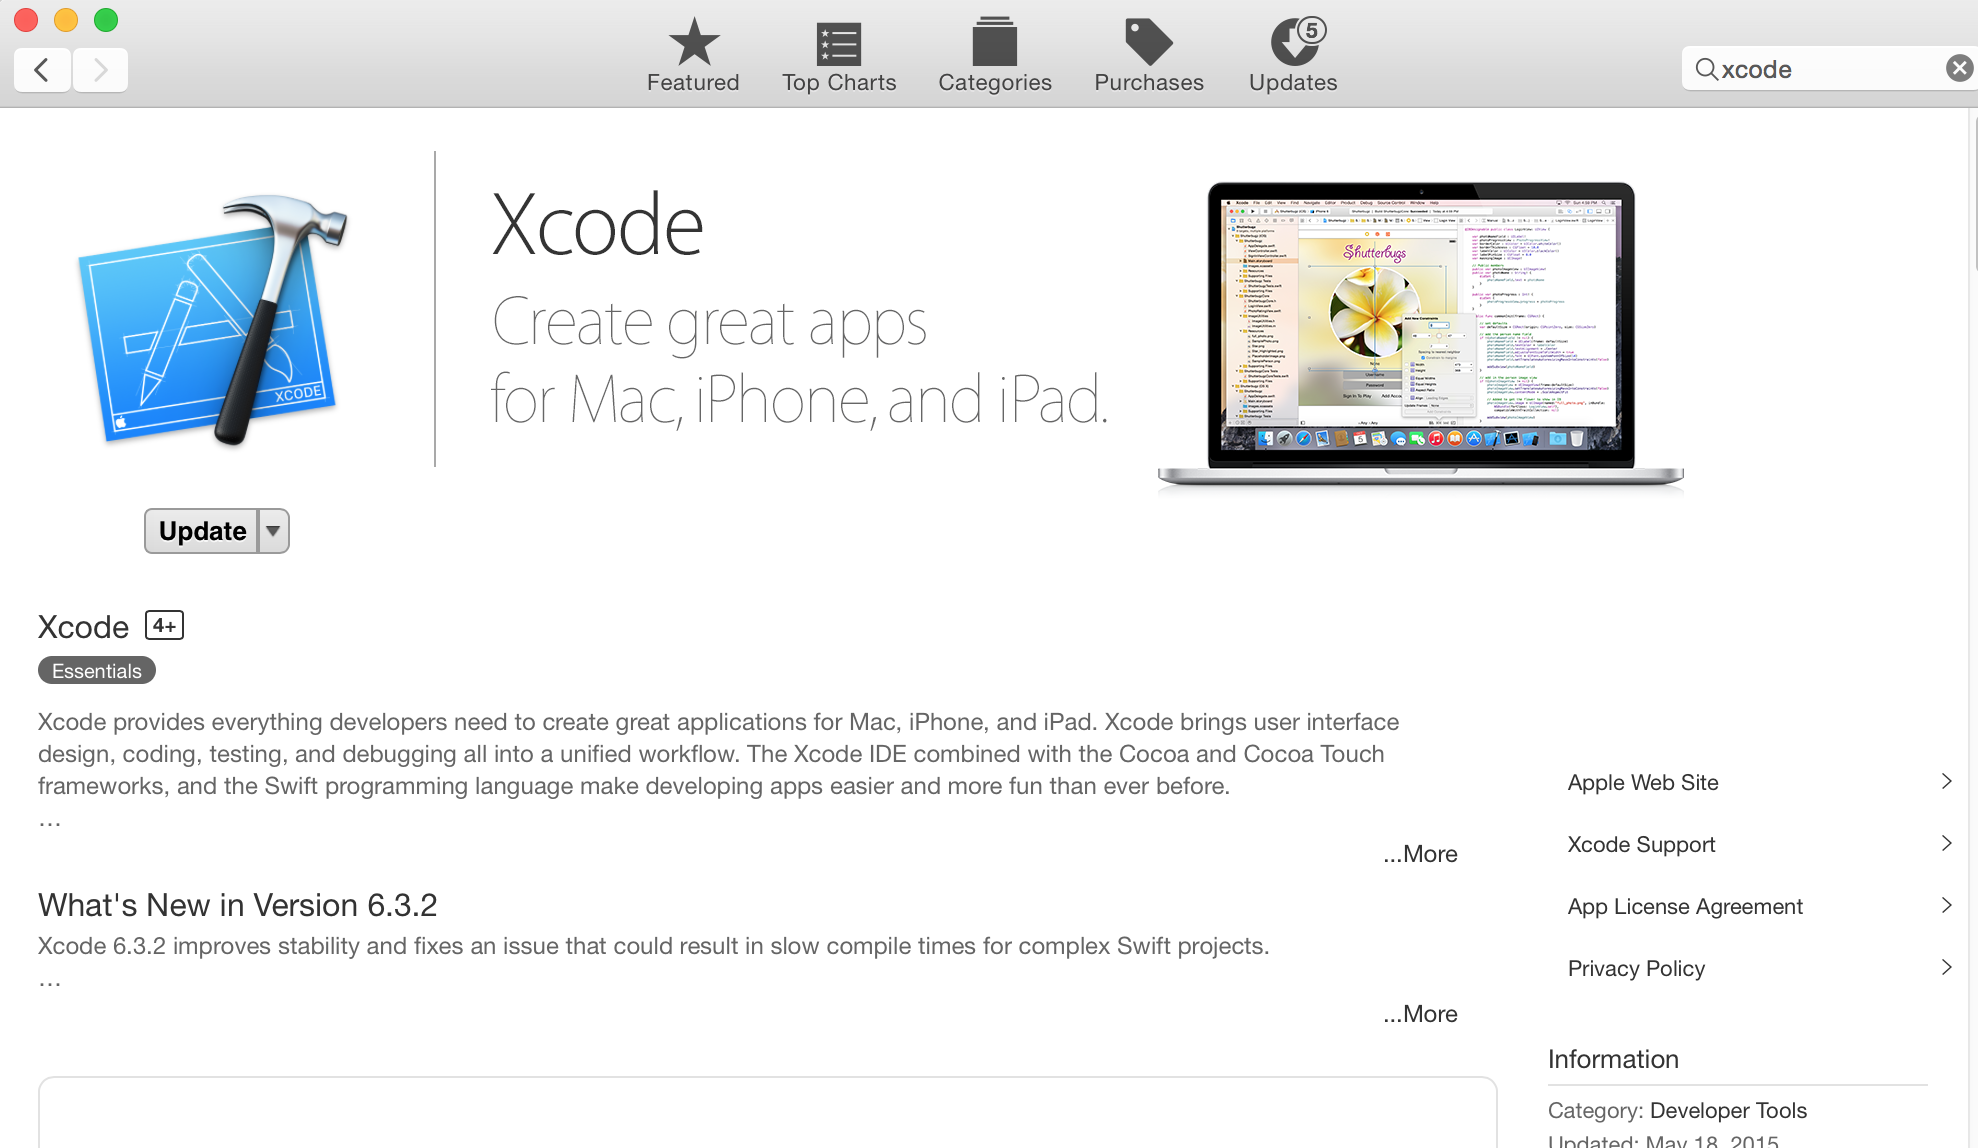 5
Featured
Top Charts
Categories
Purchases
Updates
xcode
Xcode
Create great apps
for Mac, iPhone, and iPad.
XCODE
Shutterbugs
Update
Xcode 4+
Essentials
Xcode provides everything developers need to create great applications for Mac, iPhone, and iPad. Xcode brings user interface
design, coding, testing, and debugging all into a unified workflow. The Xcode IDE combined with the Cocoa and Cocoa Touch
frameworks, and the Swift programming language make developing apps easier and more fun than ever before.
...
...More
What's New in Version 6.3.2
Xcode 6.3.2 improves stability and fixes an issue that could result in slow compile times for complex Swift projects.
...
...More
Apple Web Site
Xcode Support
App License Agreement
Privacy Policy
Information
Category: Developer Tools
Updated: May 18, 2015